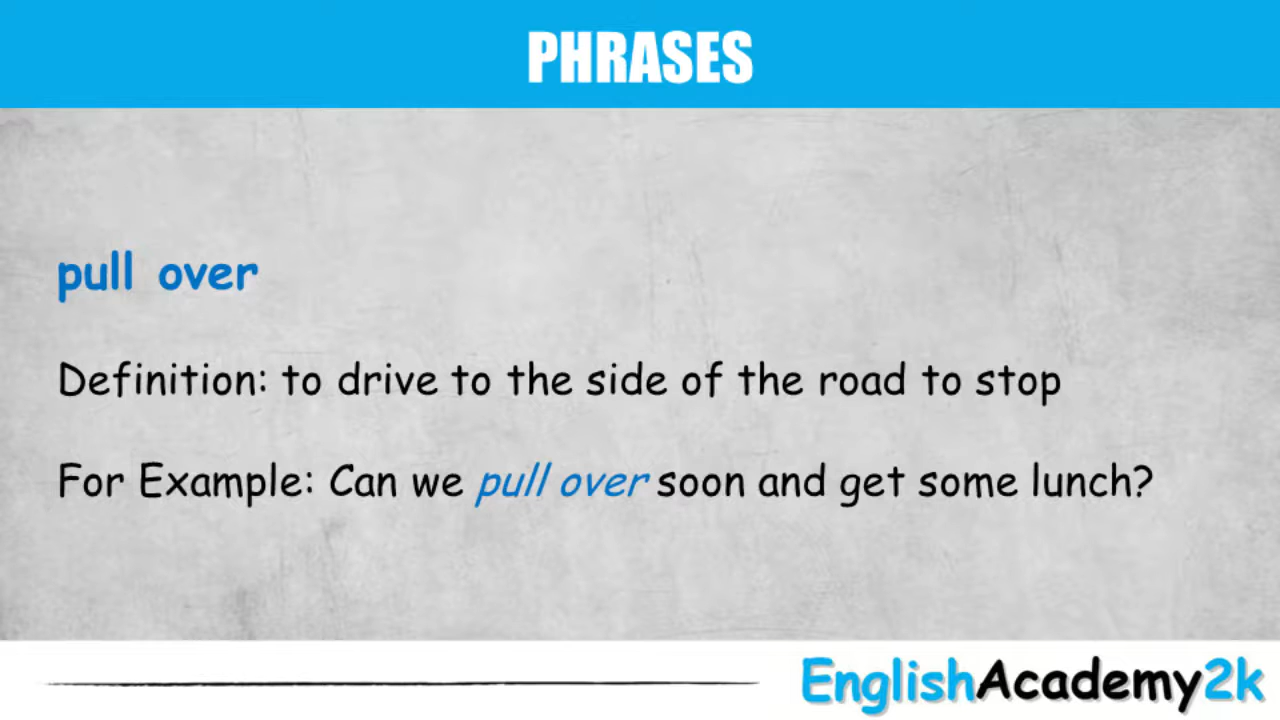 PHRASES
pull over
Definition: to drive to the side of the road to stop
For Example: Can we pull over soon and get some lunch?
EnglishAcademy2k